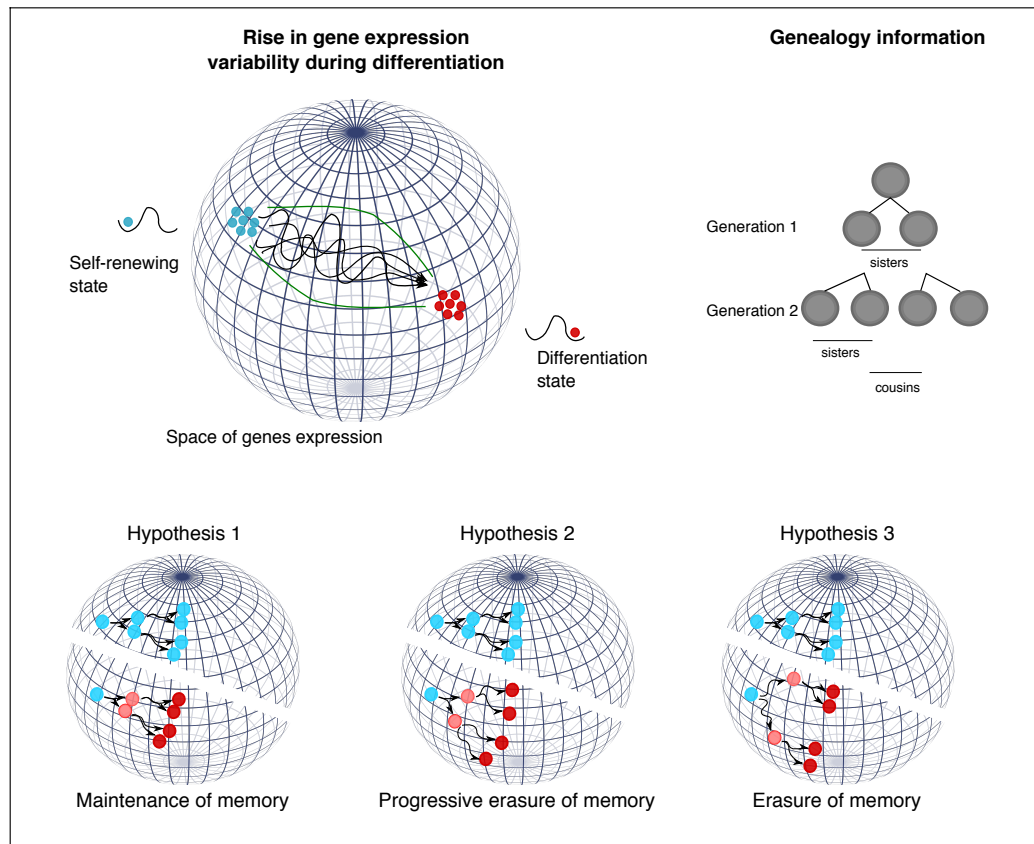 Rise in gene expression
variability during differentiation
Genealogy information
Self-renewing
state
Differentiation
state
Space of genes expression
Generation 1
sisters
Generation 2
sisters
cousins
Hypothesis 1
Hypothesis 2
Hypothesis 3
Maintenance of memory
Progressive erasure of memory
Erasure of memory